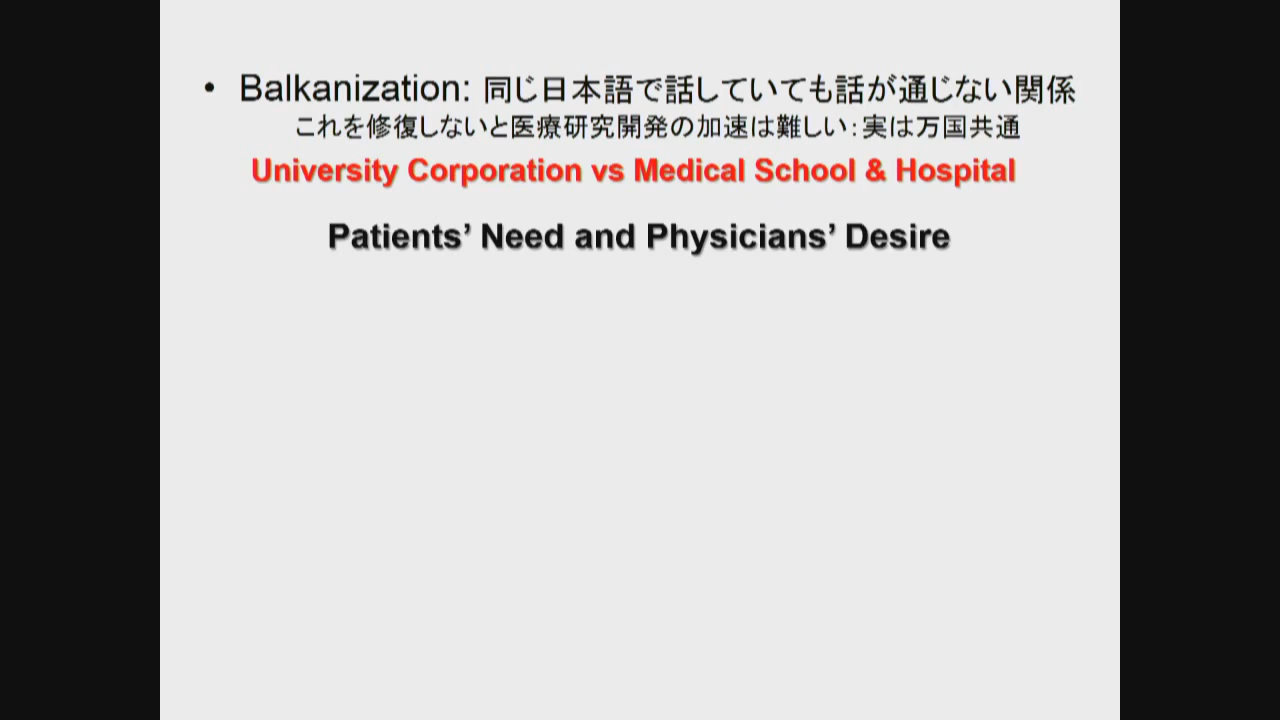 • Balkanization: 同じ日本語で話していても話が通じない関係
これを修復しないと医療研究開発の加速は難しい：実は万国共通
University Corporation vs Medical School & Hospital
Patients’ Need and Physicians’ Desire